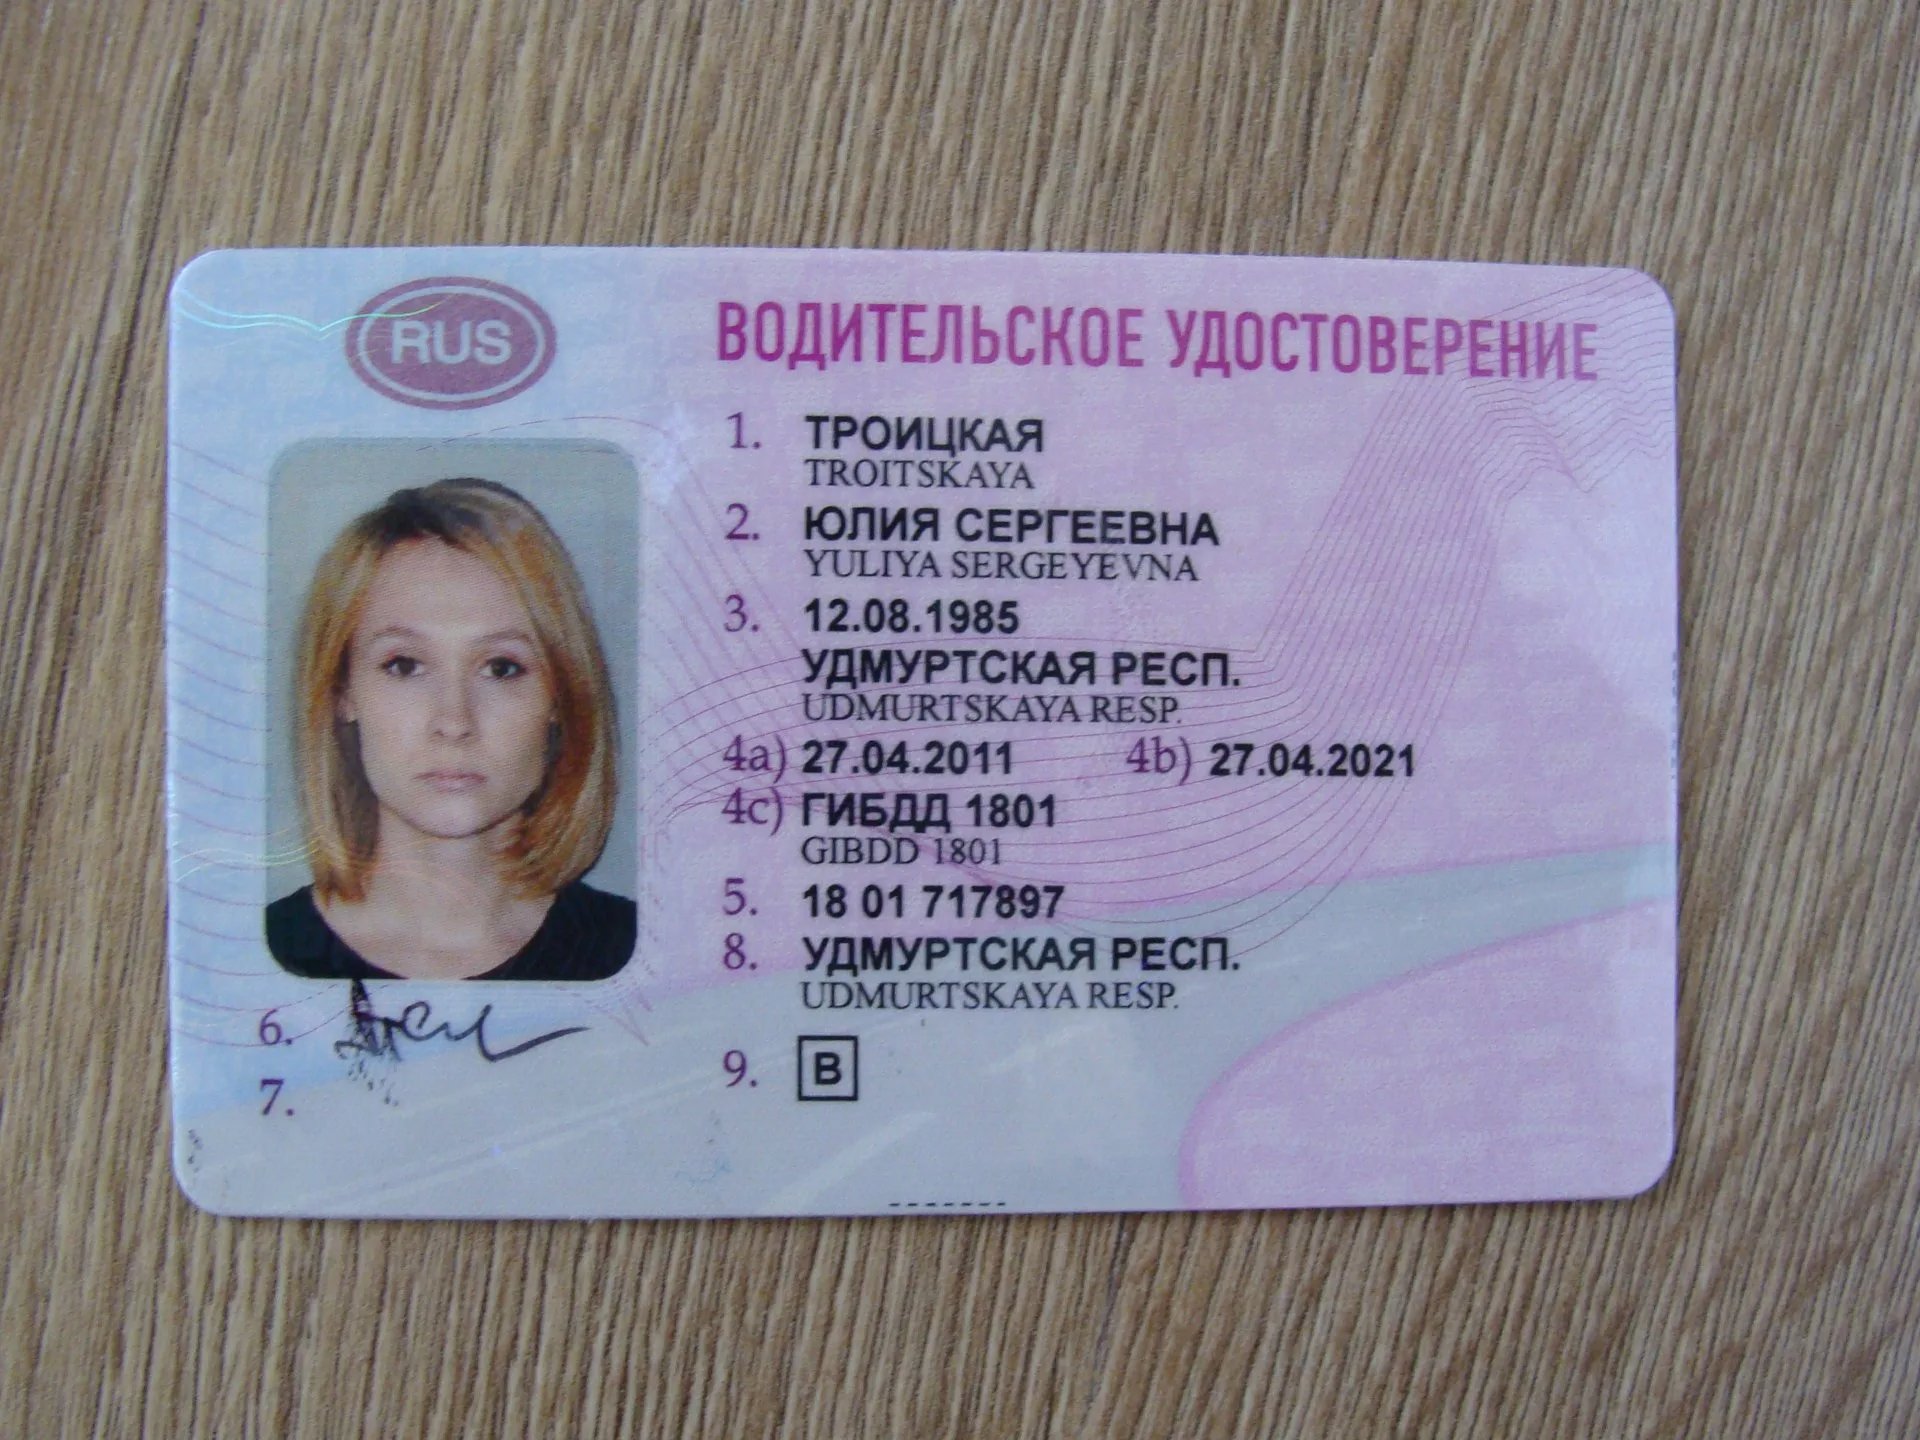 RUS
ВОДИТЕЛЬСКОЕ УДОСТОВЕРЕНИЕ
1. ТРОИЦКАЯ
TROITSKAYA
2. ЮЛИЯ СЕРГЕЕВНА
YULIYA SERGEYEVNA
3. 12.08.1985
УДМУРТСКАЯ РЕСП.
UDMURTSKAYA RESP.
4a) 27.04.2011 4b) 27.04.2021
4c) ГИБДД 1801
GIBDD 1801
5. 18 01 717897
8. УДМУРТСКАЯ РЕСП.
UDMURTSKAYA RESP.
6.
7.
9. B